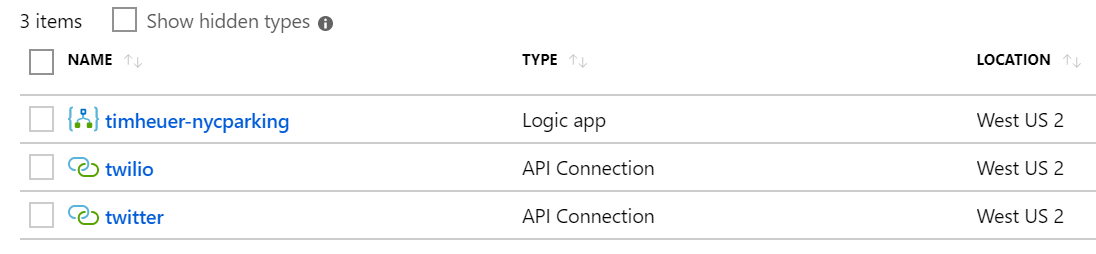 3 items Show hidden types
NAME TYPE LOCATION
timheuer-nycparking Logic app West US 2
twilio API Connection West US 2
twitter API Connection West US 2